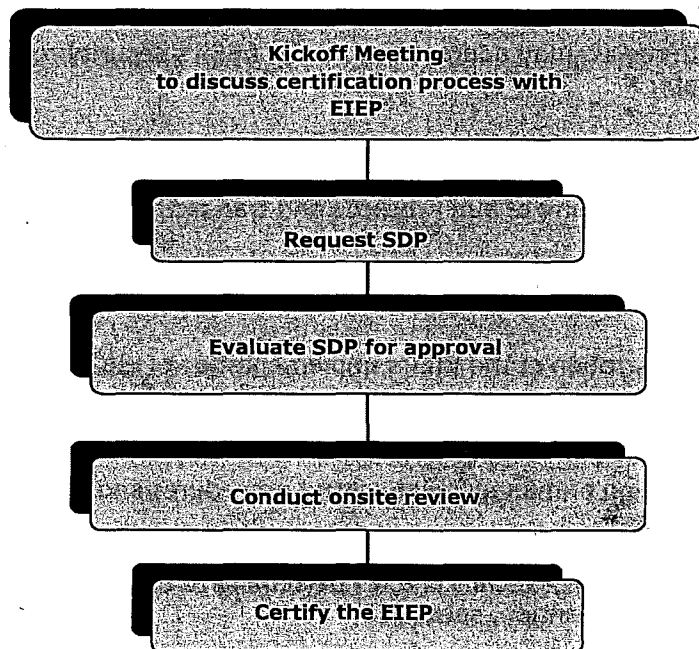 Kickoff Meeting
to discuss certification process with
EIEP
Request SDP
Evaluate SDP for approval
Conduct onsite review
Certify the EIEP